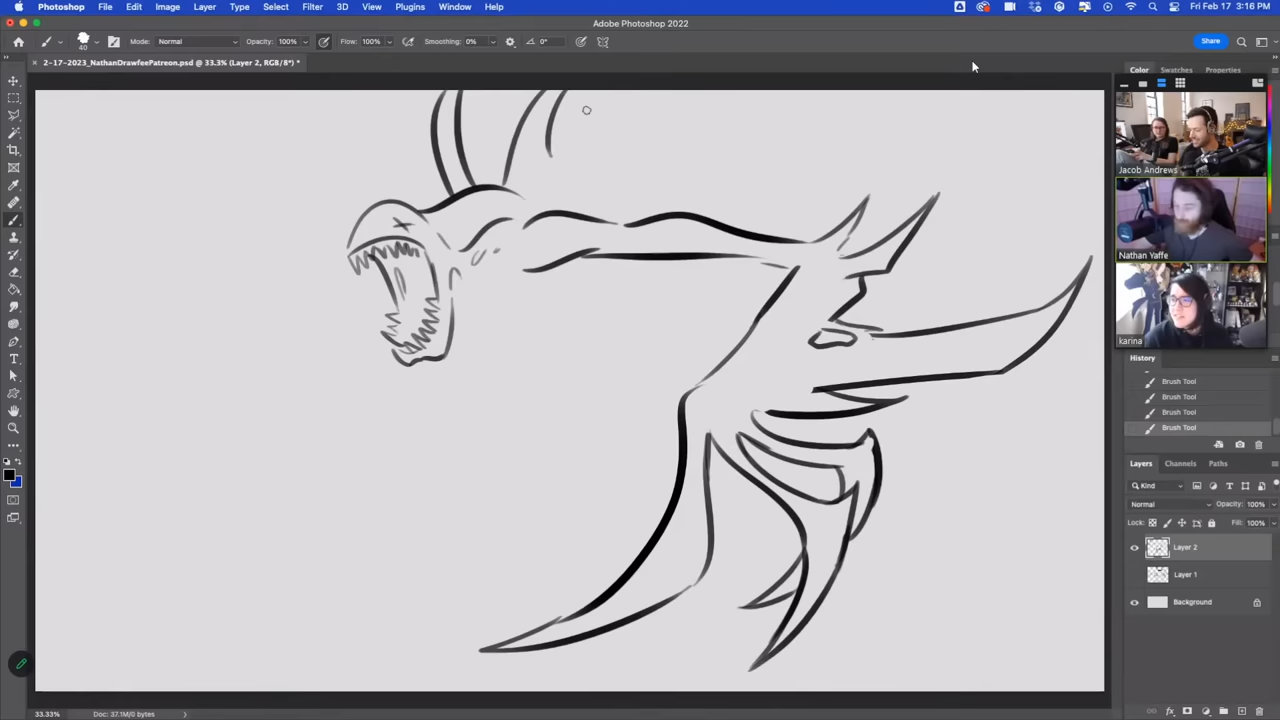 Photoshop File Edit Image Layer Type Select Filter 3D View Plugins Window Help Fri Feb 17 3:16 PM
Adobe Photoshop 2022
40 Mode: Normal Opacity: 100% Flow: 100% Smoothing: 0% 0° Share
2-17-2023_NathanDrawfeePatreon.psd @ 33.3% (Layer 2, RGB/8*) *
Color Swatches Properties
Jacob Andrews
Nathan Yaffe
karina
History
Brush Tool
Brush Tool
Brush Tool
Brush Tool
Layers Channels Paths
Kind
Normal Opacity: 100%
Lock: Fill: 100%
Layer 2
Layer 1
Background
33.33% Doc: 37.1M/0 bytes